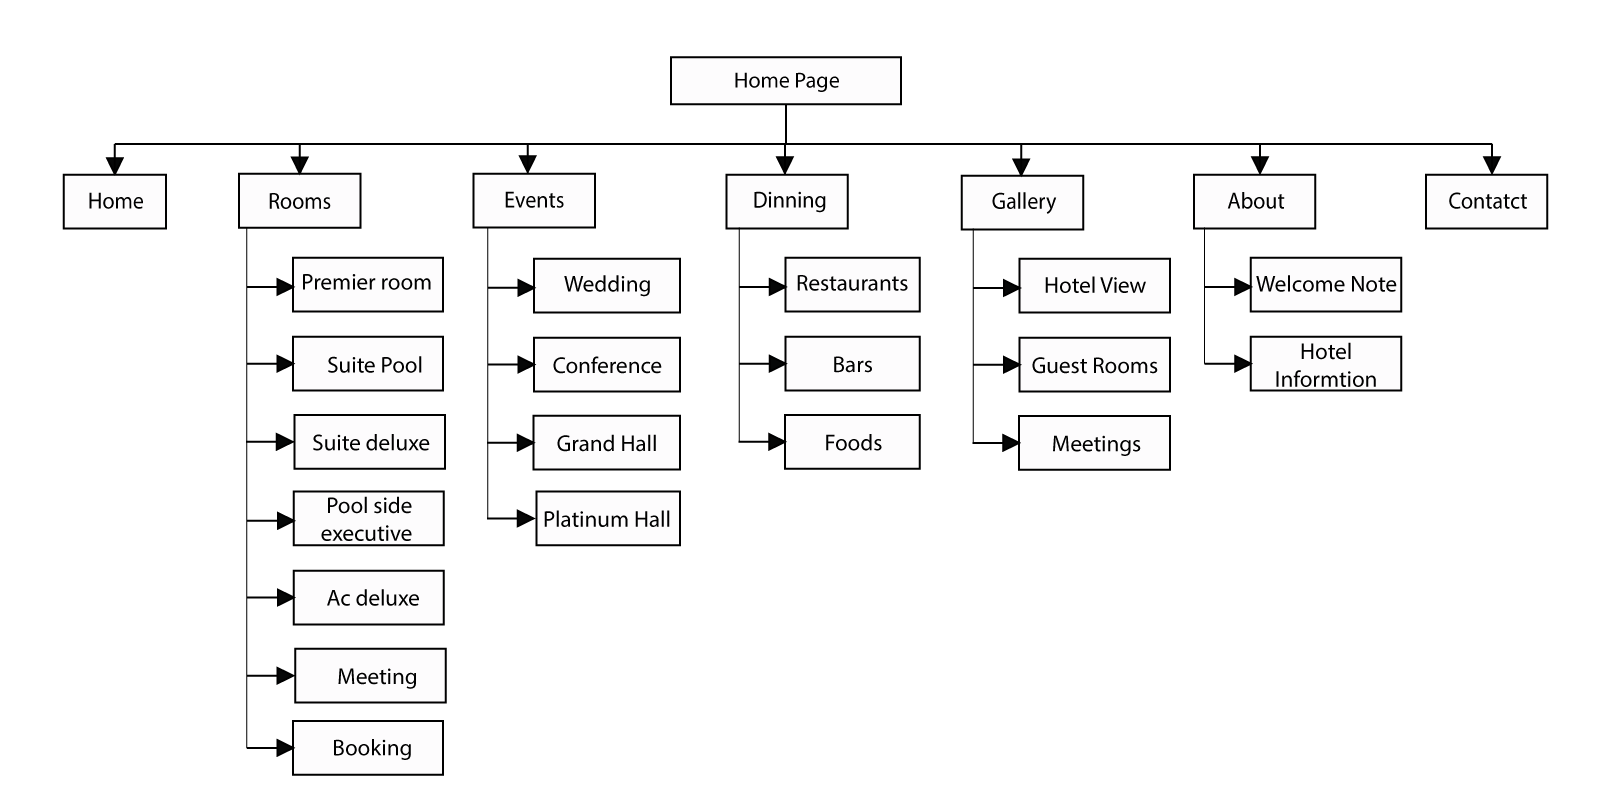 Home Page
Home
Rooms
Events
Dinning
Gallery
About
Contatct
Premier room
Suite Pool
Suite deluxe
Pool side
executive
Ac deluxe
Meeting
Booking
Wedding
Conference
Grand Hall
Platinum Hall
Restaurants
Bars
Foods
Hotel View
Guest Rooms
Meetings
Welcome Note
Hotel
Informtion